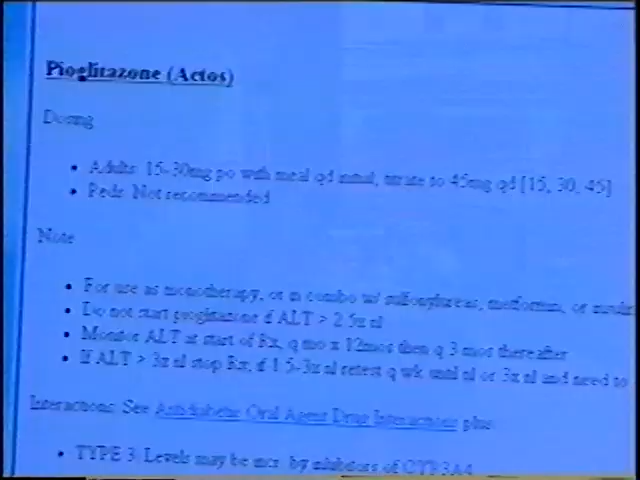 Pioglitazone (Actos)
Dosing
• Adults: 15-30mg po with meal qd initial, titrate to 45mg qd [15, 30, 45]
• Peds: Not recommended
Note
• For use as monotherapy, or in combo w/ sulfonylureas, metformin, or insulin
• Do not start pioglitazone if ALT > 2.5x nl
• Monitor ALT at start of Rx, q mo x 12mos then q 3 mos thereafter
• If ALT > 3x nl stop Rx; if 1.5-3x nl retest q wk until nl or 3x nl and need to
Interactions: See Antidiabetic Oral Agent Drug Interactions plus
• TYPE 3: Levels may be incr. by inhibitors of CYP3A4